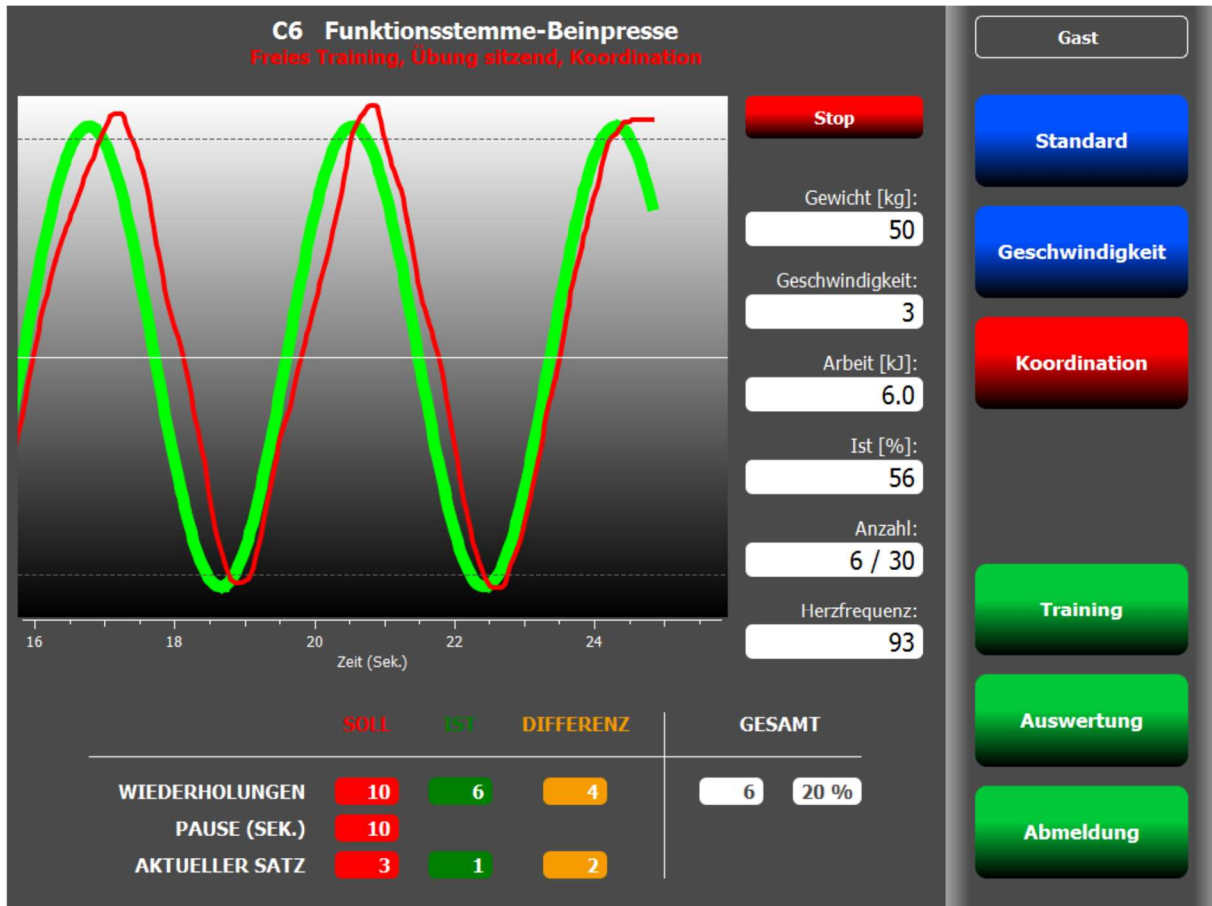 C6 Funktionsstemme-Beinpresse
Freies Training, Übung sitzend, Koordination
Stop
Gewicht [kg]:
50
Geschwindigkeit:
3
Arbeit [kJ]:
6.0
Ist [%]:
56
Anzahl:
6 / 30
Herzfrequenz:
93
16 18 20 22 24
Zeit (Sek.)
SOLL IST DIFFERENZ GESAMT
WIEDERHOLUNGEN 10 6 4 6 20 %
PAUSE (SEK.) 10
AKTUELLER SATZ 3 1 2
Gast
Standard
Geschwindigkeit
Koordination
Training
Auswertung
Abmeldung